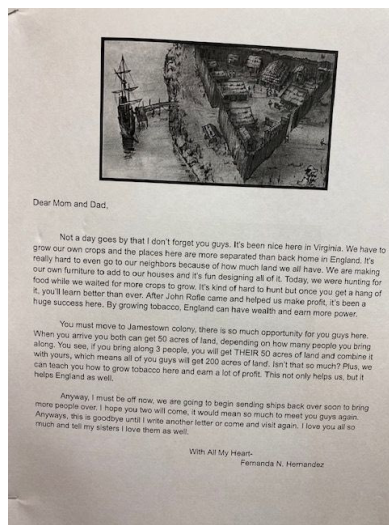 Dear Mom and Dad,
Not a day goes by that I don't forget you guys. It's been nice here in Virginia. We have to
grow our own crops and the places here are more separated than back home in England. It's
really hard to even go to our neighbors because of how much land we all have. We are making
our own furniture to add to our houses and it's fun designing all of it. Today, we were hunting for
food while we waited for more crops to grow. It's kind of hard to hunt but once you get a hang of
it, you'll learn better than ever. After John Rofle came and helped us make profit, it's been a
huge success here. By growing tobacco, England can have wealth and earn more power.
You must move to Jamestown colony, there is so much opportunity for you guys here.
When you arrive you both can get 50 acres of land, depending on how many people you bring
along. You see, if you bring along 3 people, you will get THEIR 50 acres of land and combine it
with yours, which means all of you guys will get 200 acres of land. Isn't that so much? Plus, we
can teach you how to grow tobacco here and earn a lot of profit. This not only helps us, but it
helps England as well.
Anyway, I must be off now, we are going to begin sending ships back over soon to bring
more people over. I hope you two will come, it would mean so much to meet you guys again.
Anyways, this is goodbye until I write another letter or come and visit again. I love you all so
much and tell my sisters I love them as well.
With All My Heart-
Fernanda N. Hernandez